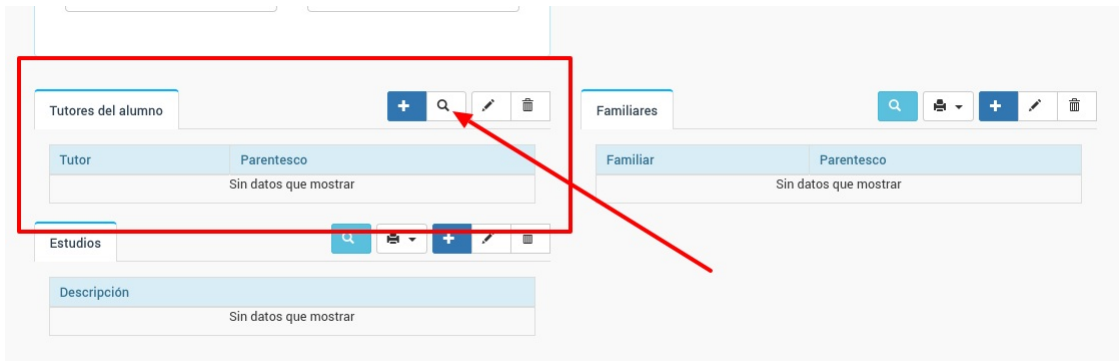 Tutores del alumno
Tutor Parentesco
Sin datos que mostrar
Familiares
Familiar Parentesco
Sin datos que mostrar
Estudios
Descripción
Sin datos que mostrar